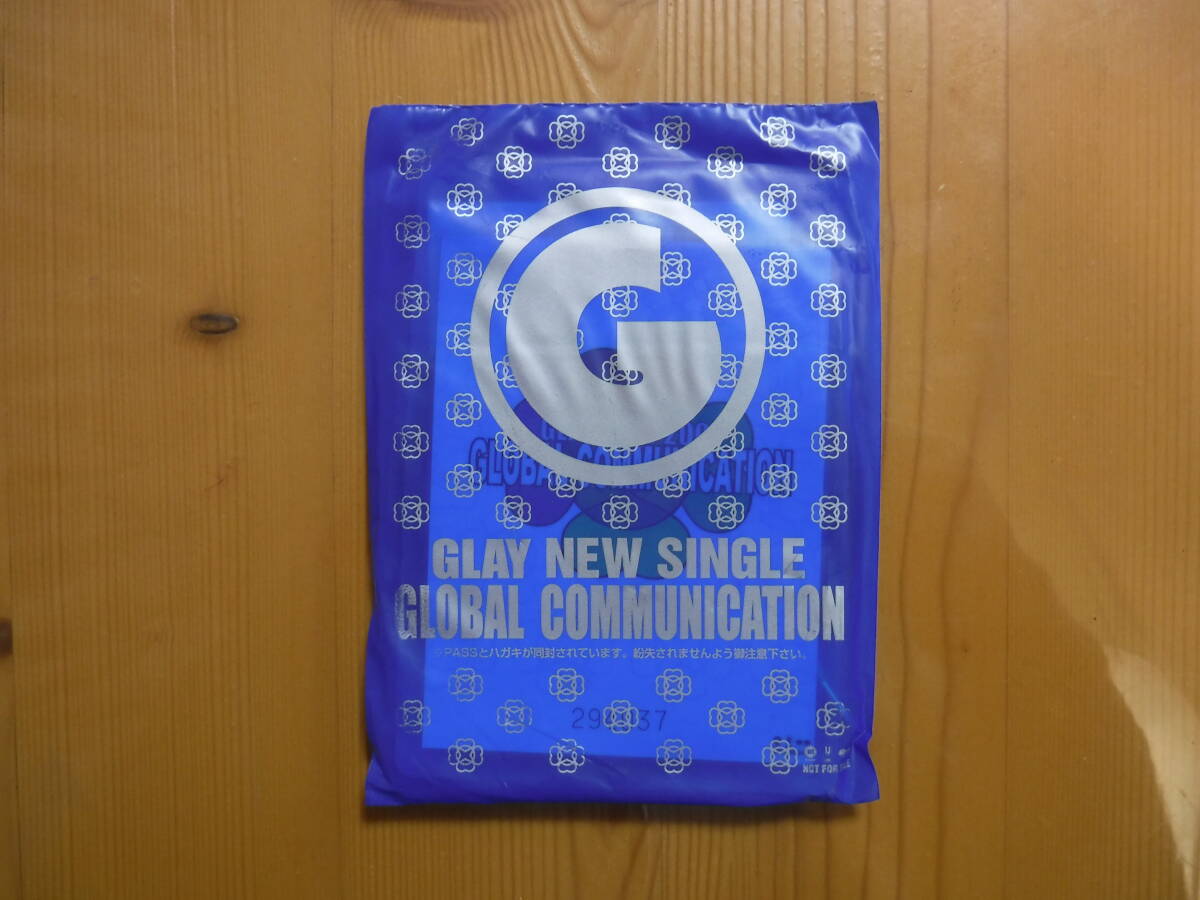 G
GLOBAL COMMUNICATION
GLAY NEW SINGLE
GLOBAL COMMUNICATION
※PASSとハガキが同封されています。紛失されませんよう御注意下さい。
NOT FOR